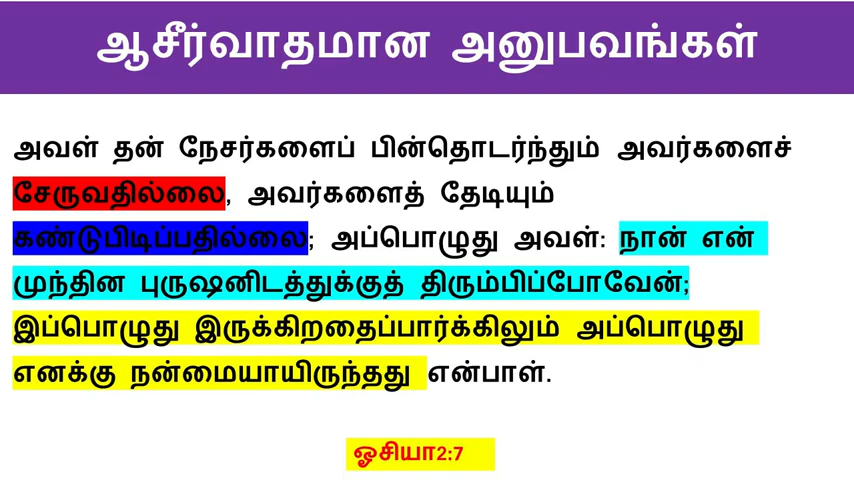 ஆசீர்வாதமான அனுபவங்கள்
அவள் தன் நேசர்களைப் பின்தொடர்ந்தும் அவர்களைச்
சேருவதில்லை, அவர்களைத் தேடியும்
கண்டுபிடிப்பதில்லை; அப்பொழுது அவள்: நான் என்
முந்தின புருஷனிடத்துக்குத் திரும்பிப்போவேன்;
இப்பொழுது இருக்கிறதைப்பார்க்கிலும் அப்பொழுது
எனக்கு நன்மையாயிருந்தது என்பாள்.
ஓசியா2:7